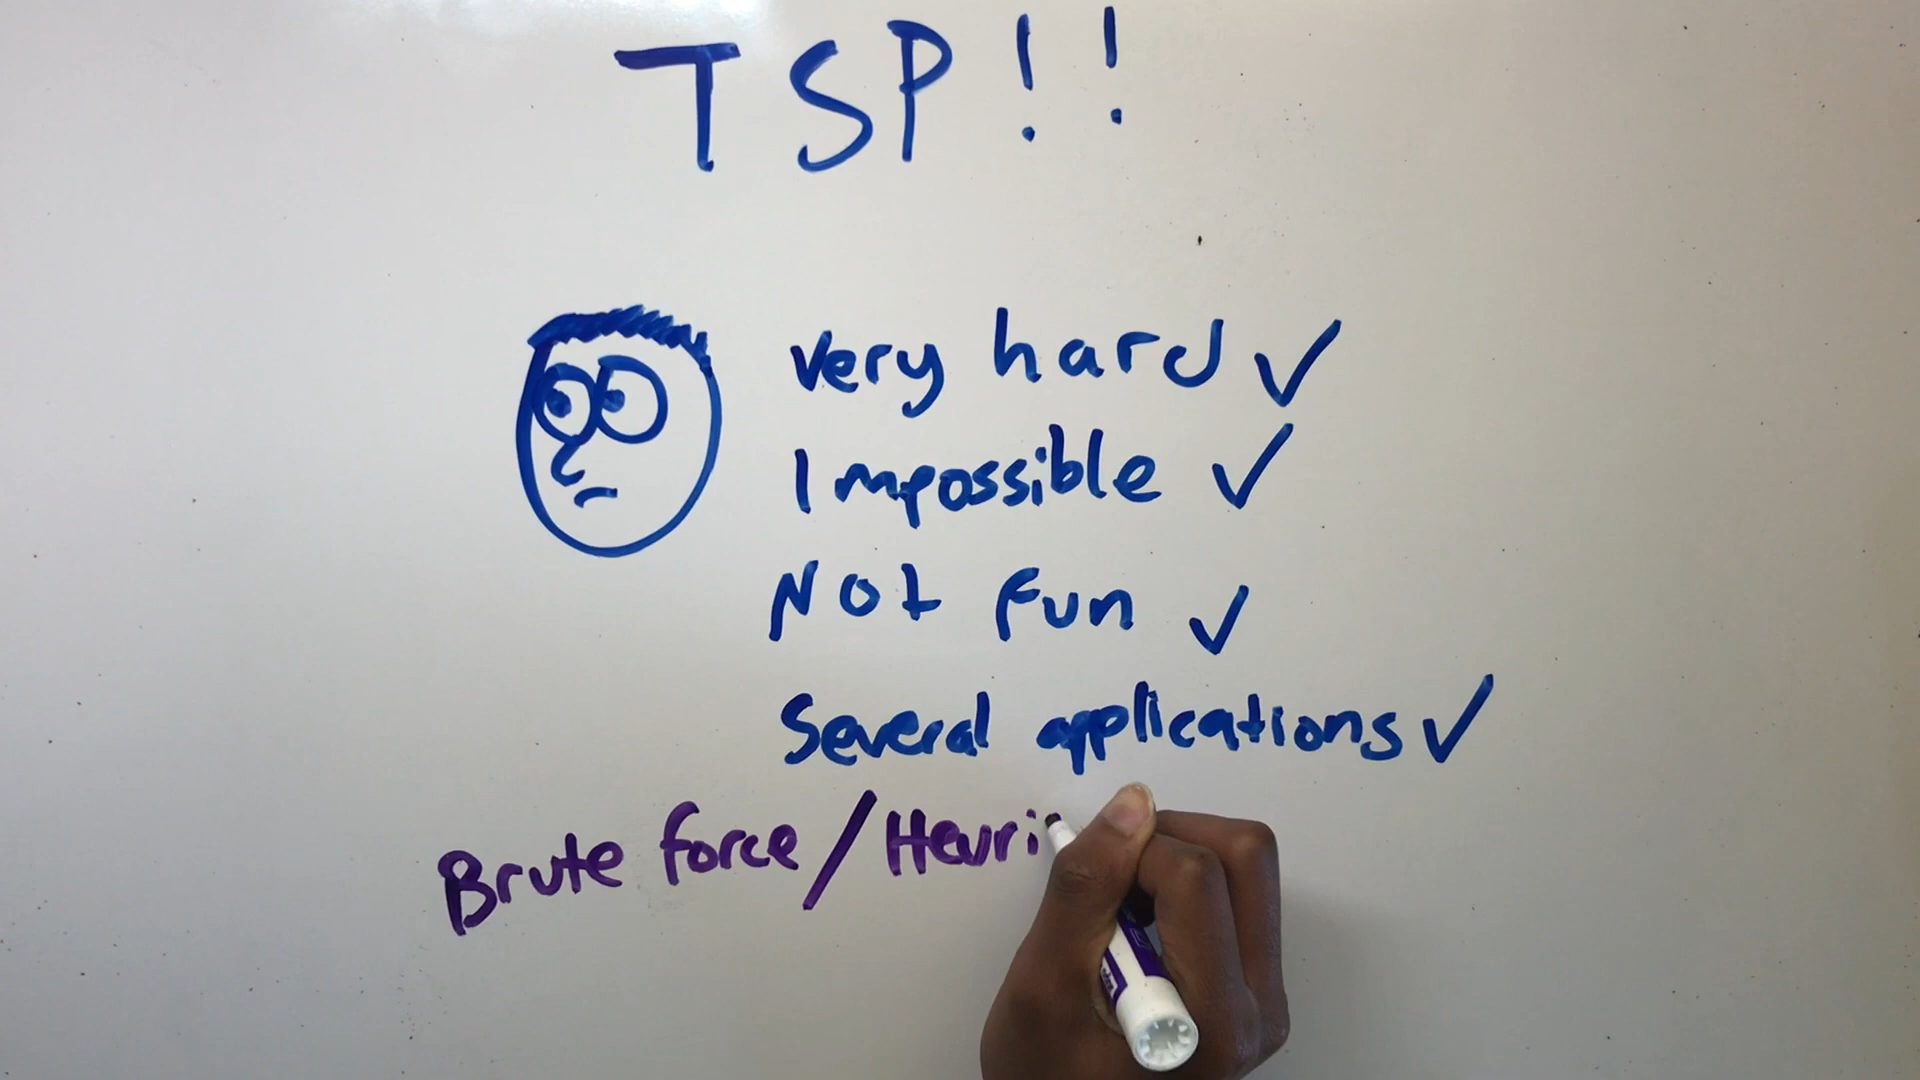 TSP!!
very hard ✓
Impossible ✓
Not fun ✓
Several applications ✓
Brute force / Heuri